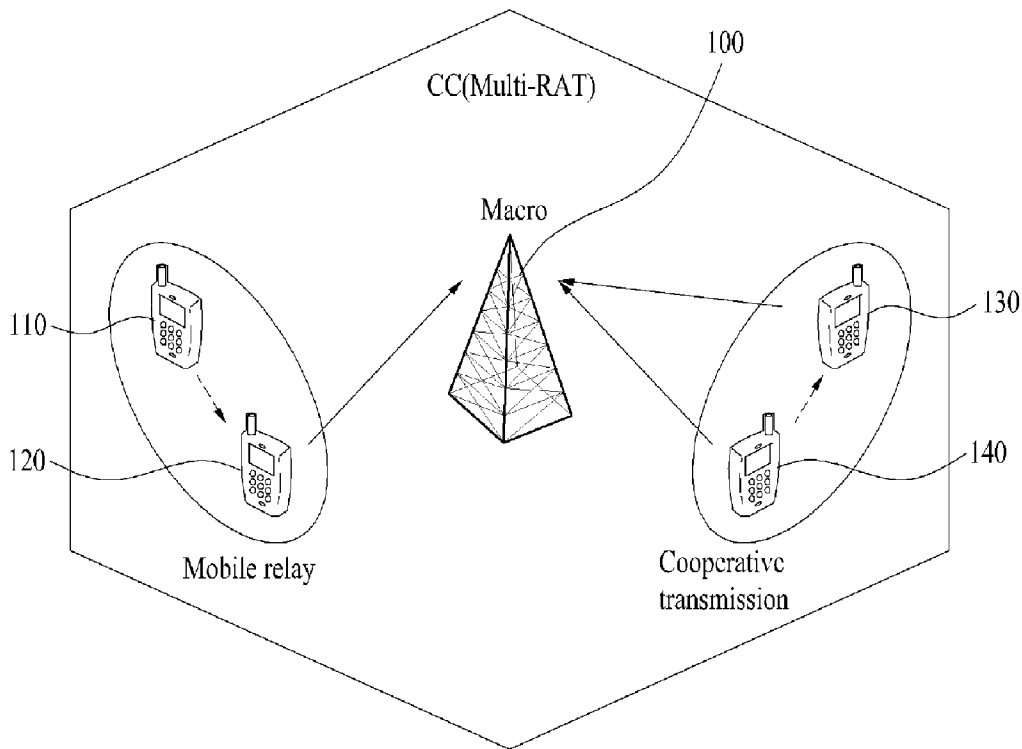 100
CC(Multi-RAT)
Macro
110
130
120
140
Mobile relay
Cooperative
transmission